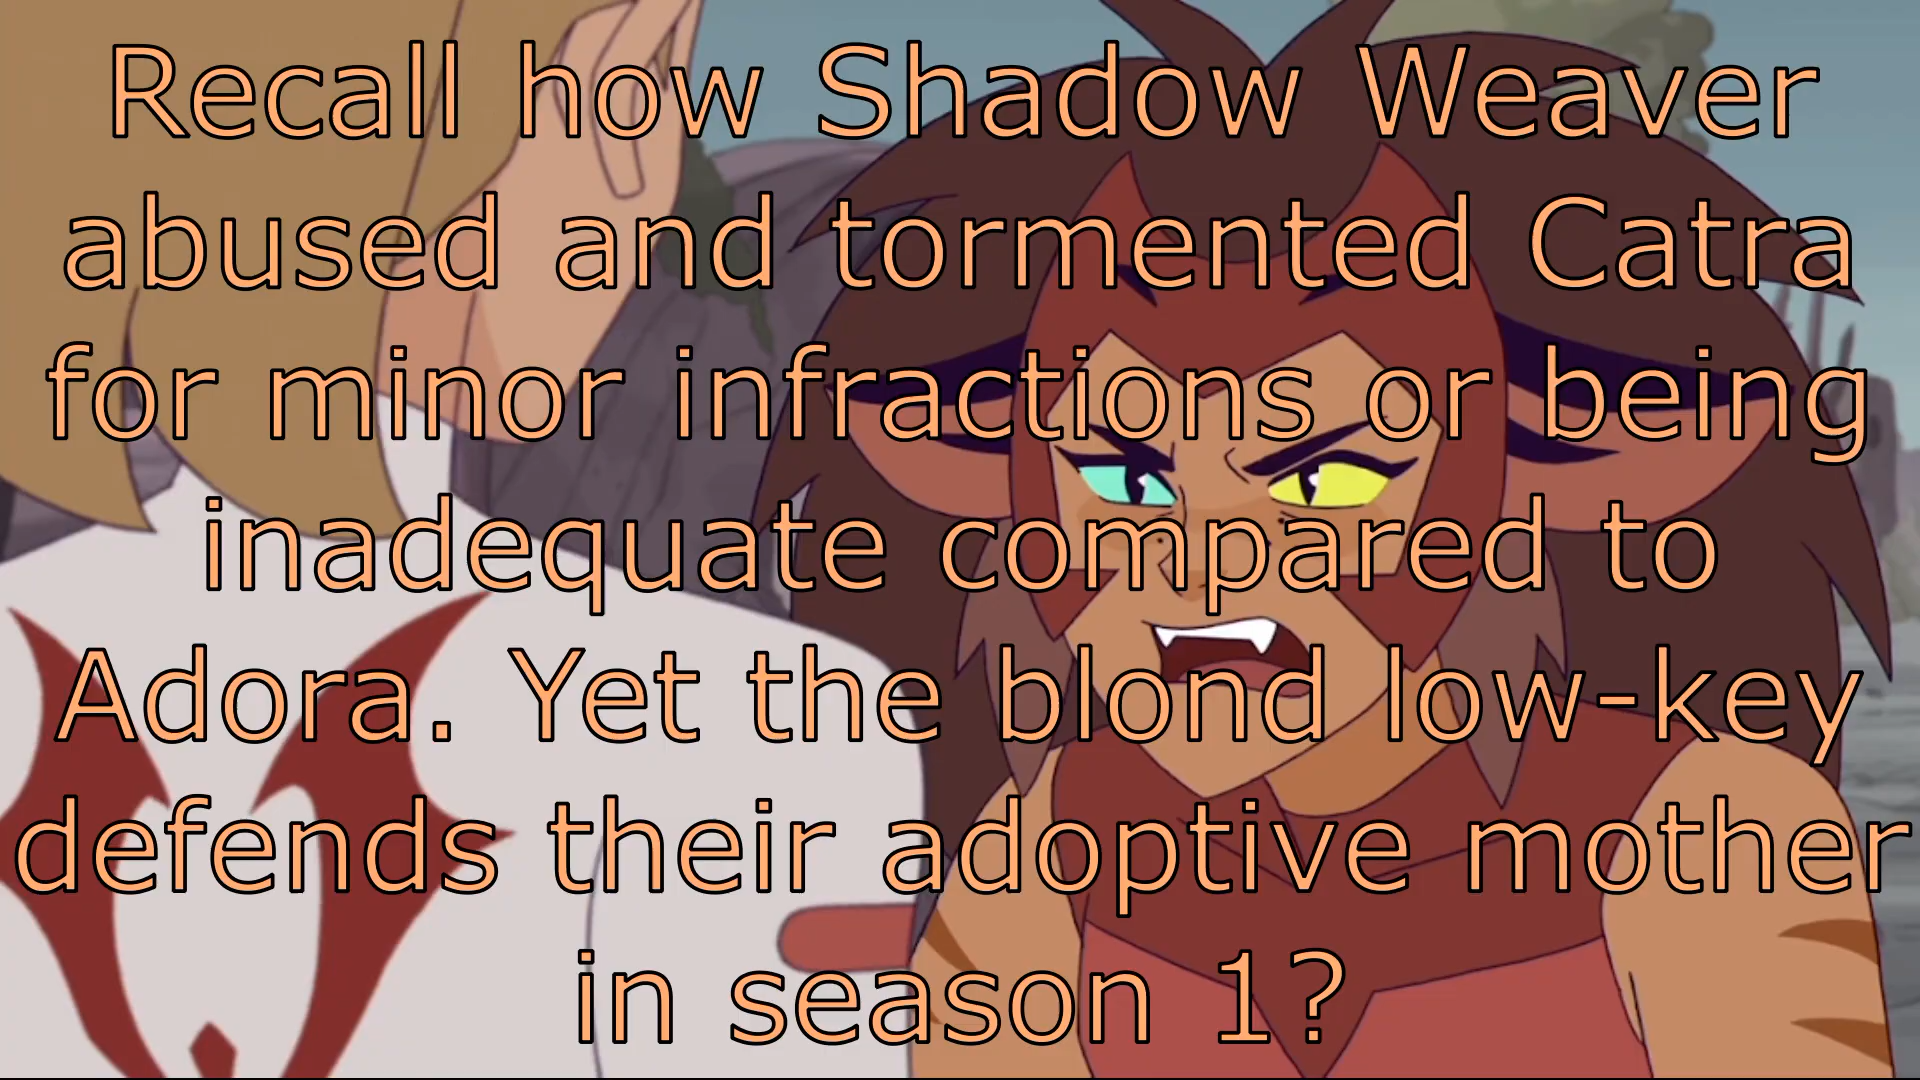 Recall how Shadow Weaver
abused and tormented Catra
for minor infractions or being
inadequate compared to
Adora. Yet the blond low-key
defends their adoptive mother
in season 1?